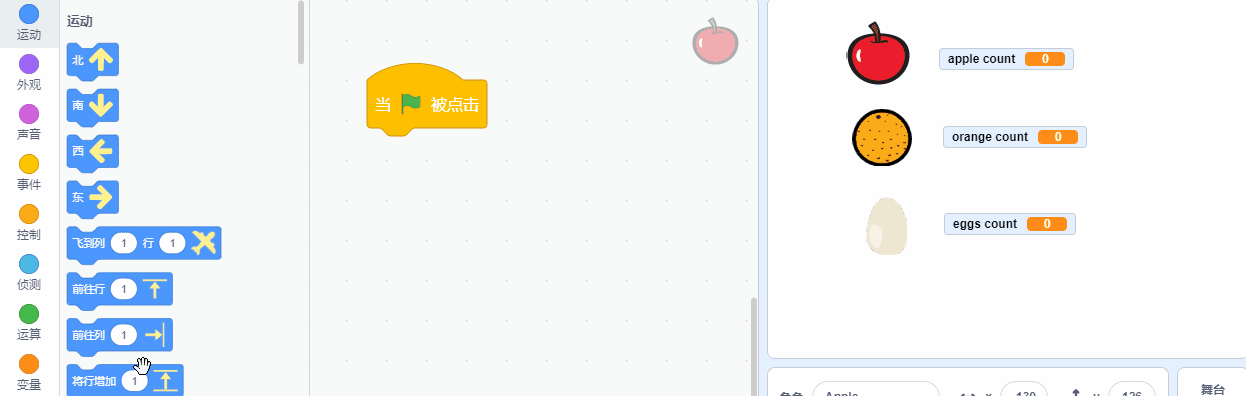 运动
外观
声音
事件
控制
侦测
运算
变量
运动
北
南
西
东
飞到列 1 行 1
前往行 1
前往列 1
将行增加 1
当 被点击
apple count 0
orange count 0
eggs count 0
舞台